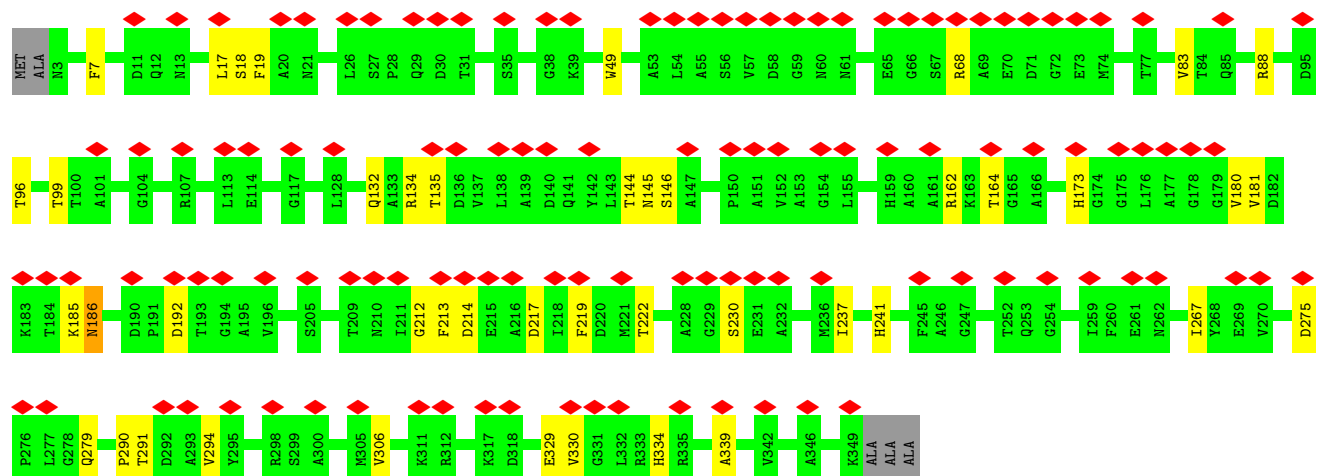 MET ALA N3 F7 D11 Q12 N13 L17 S18 F19 A20 N21 L26 S27 P28 Q29 D30 T31 S35 G38 K39 W49 A53 L54 A55 S56 V57 D58 G59 N60 N61 E65 G66 S67 R68 A69 E70 D71 G72 E73 M74 T77 V83 T84 Q85 R88 D95
T96 T99 T100 A101 G104 R107 L113 E114 G117 L128 Q132 A133 R134 T135 D136 V137 L138 A139 D140 Q141 Y142 L143 T144 N145 S146 A147 P150 A151 V152 A153 G154 L155 H159 A160 A161 R162 K163 T164 G165 A166 H173 G174 G175 L176 A177 G178 G179 V180 V181 D182
K183 T184 K185 N186 D190 P191 D192 T193 G194 A195 V196 S205 T209 N210 I211 G212 F213 D214 E215 A216 D217 I218 F219 D220 M221 T222 A228 G229 S230 E231 A232 M236 I237 H241 F245 A246 G247 T252 Q253 G254 I259 F260 E261 N262 I267 Y268 E269 V270 D275
P276 L277 G278 Q279 P290 T291 D292 A293 V294 Y295 R298 S299 A300 M305 V306 K311 R312 K317 D318 E329 V330 G331 L332 R333 H334 R335 A339 V342 A346 K349 ALA ALA ALA